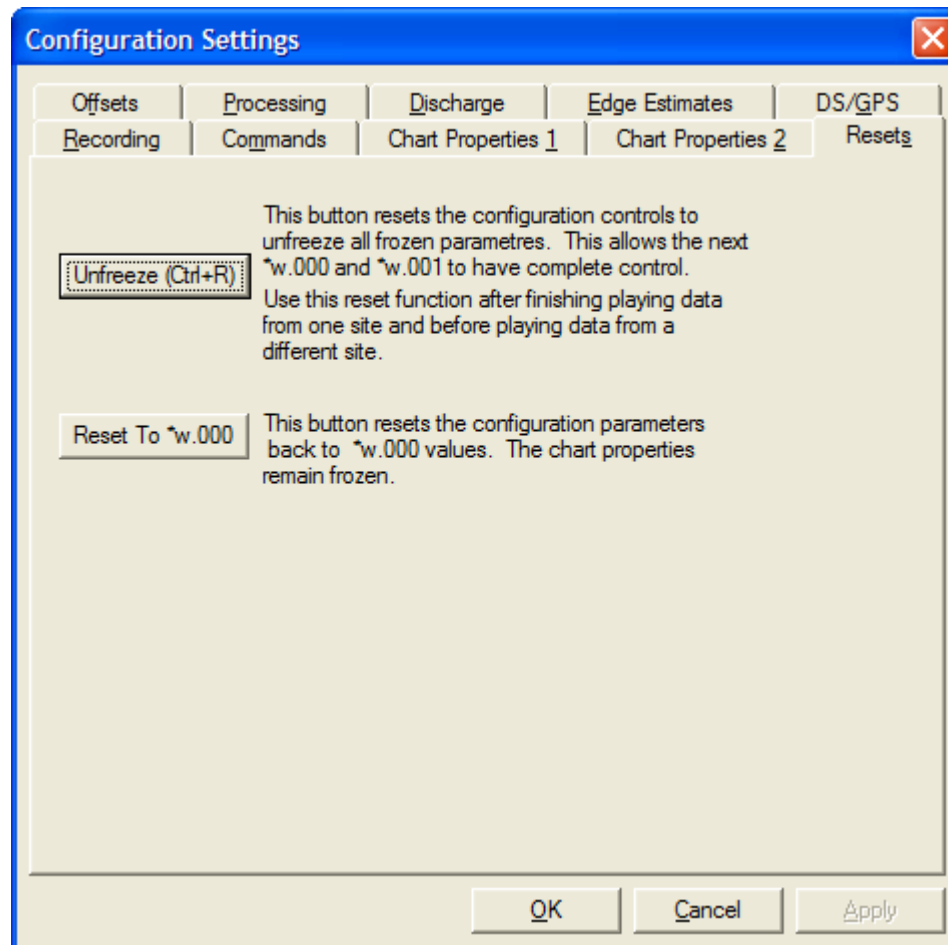 Configuration Settings
Offsets Processing Discharge Edge Estimates DS/GPS
Recording Commands Chart Properties 1 Chart Properties 2 Resets
This button resets the configuration controls to
unfreeze all frozen parametres. This allows the next
Unfreeze (Ctrl+R) *w.000 and *w.001 to have complete control.
Use this reset function after finishing playing data
from one site and before playing data from a
different site.
Reset To *w.000 This button resets the configuration parameters
back to *w.000 values. The chart properties
remain frozen.
OK Cancel Apply